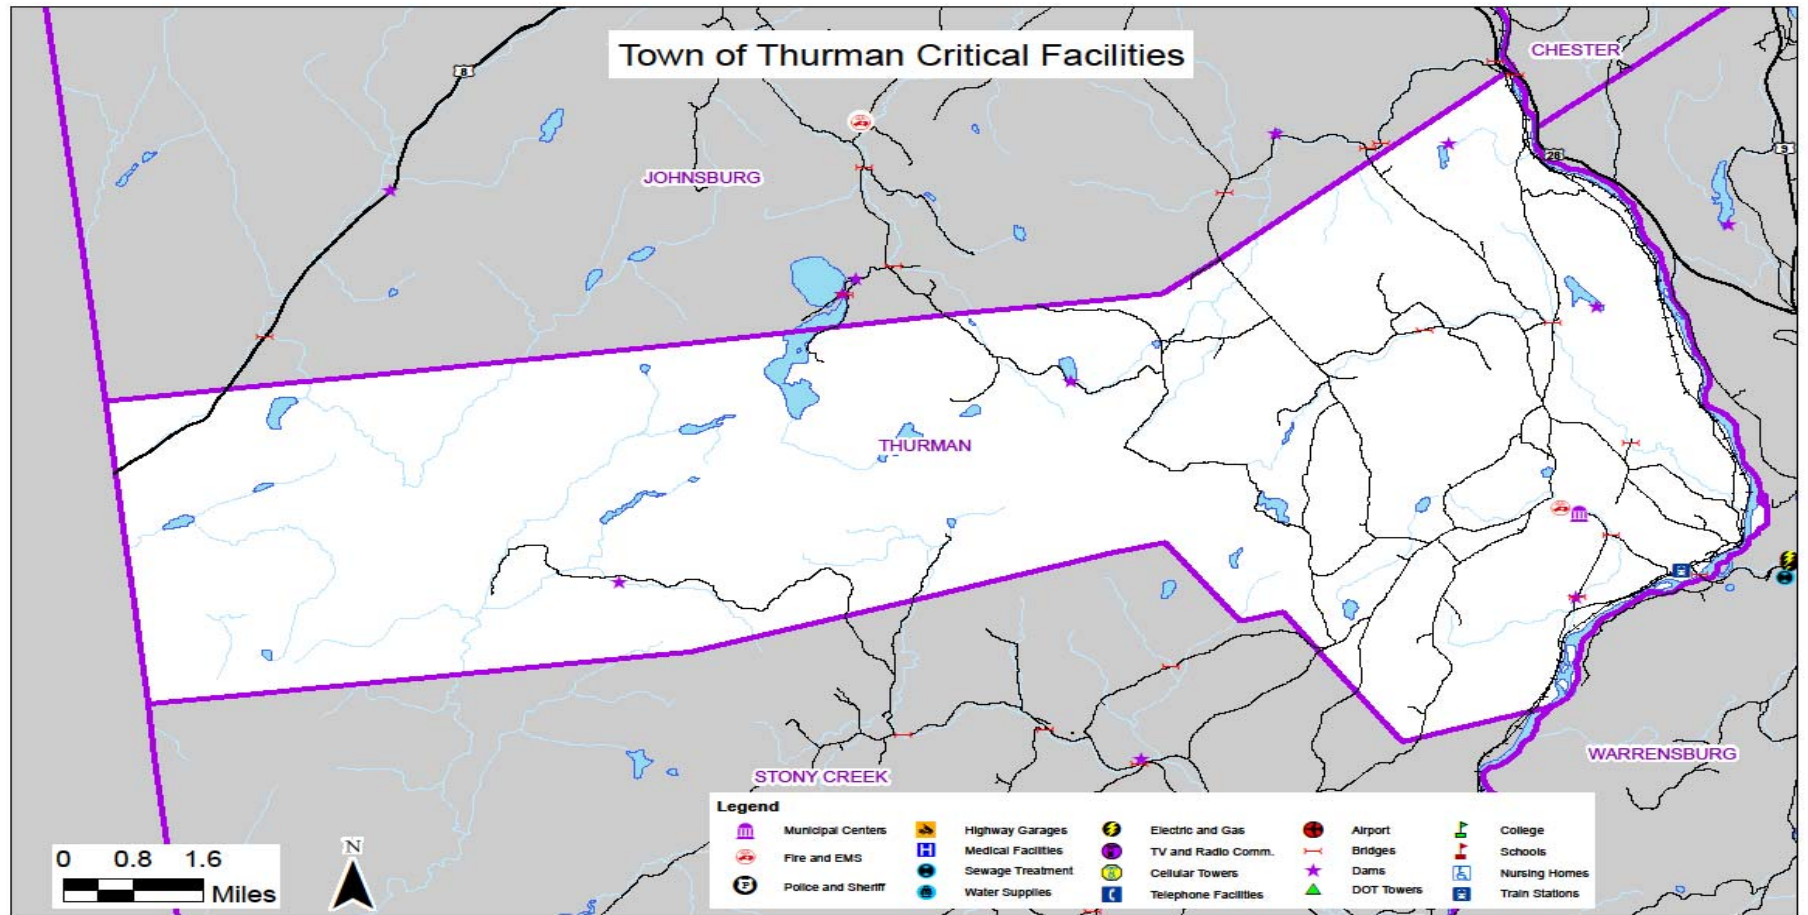 Town of Thurman Critical Facilities
CHESTER
8
28
9
JOHNSBURG
THURMAN
STONY CREEK
WARRENSBURG
0 0.8 1.6
Miles
N
Legend
Municipal Centers
Fire and EMS
Police and Sheriff
Highway Garages
Medical Facilities
Sewage Treatment
Water Supplies
Electric and Gas
TV and Radio Comm.
Cellular Towers
Telephone Facilities
Airport
Bridges
Dams
DOT Towers
College
Schools
Nursing Homes
Train Stations